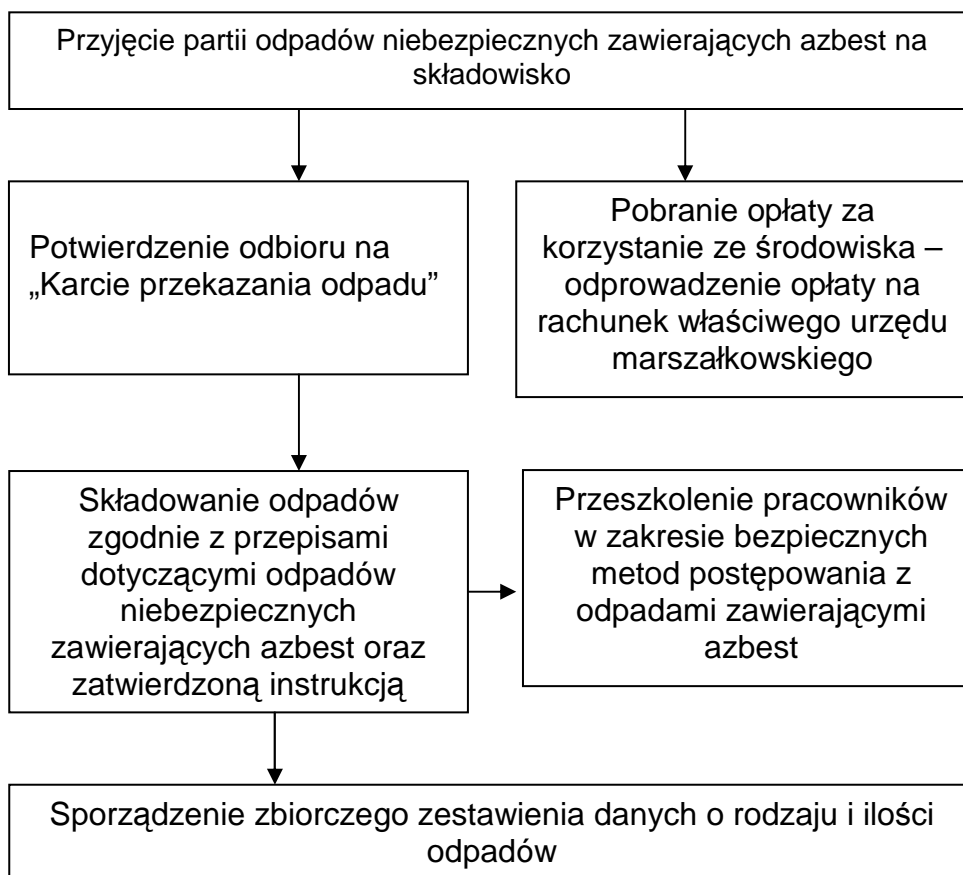 Przyjęcie partii odpadów niebezpiecznych zawierających azbest na
składowisko
Potwierdzenie odbioru na
„Karcie przekazania odpadu”
Pobranie opłaty za
korzystanie ze środowiska –
odprowadzenie opłaty na
rachunek właściwego urzędu
marszałkowskiego
Składowanie odpadów
zgodnie z przepisami
dotyczącymi odpadów
niebezpiecznych
zawierających azbest oraz
zatwierdzoną instrukcją
Przeszkolenie pracowników
w zakresie bezpiecznych
metod postępowania z
odpadami zawierającymi
azbest
Sporządzenie zbiorczego zestawienia danych o rodzaju i ilości
odpadów